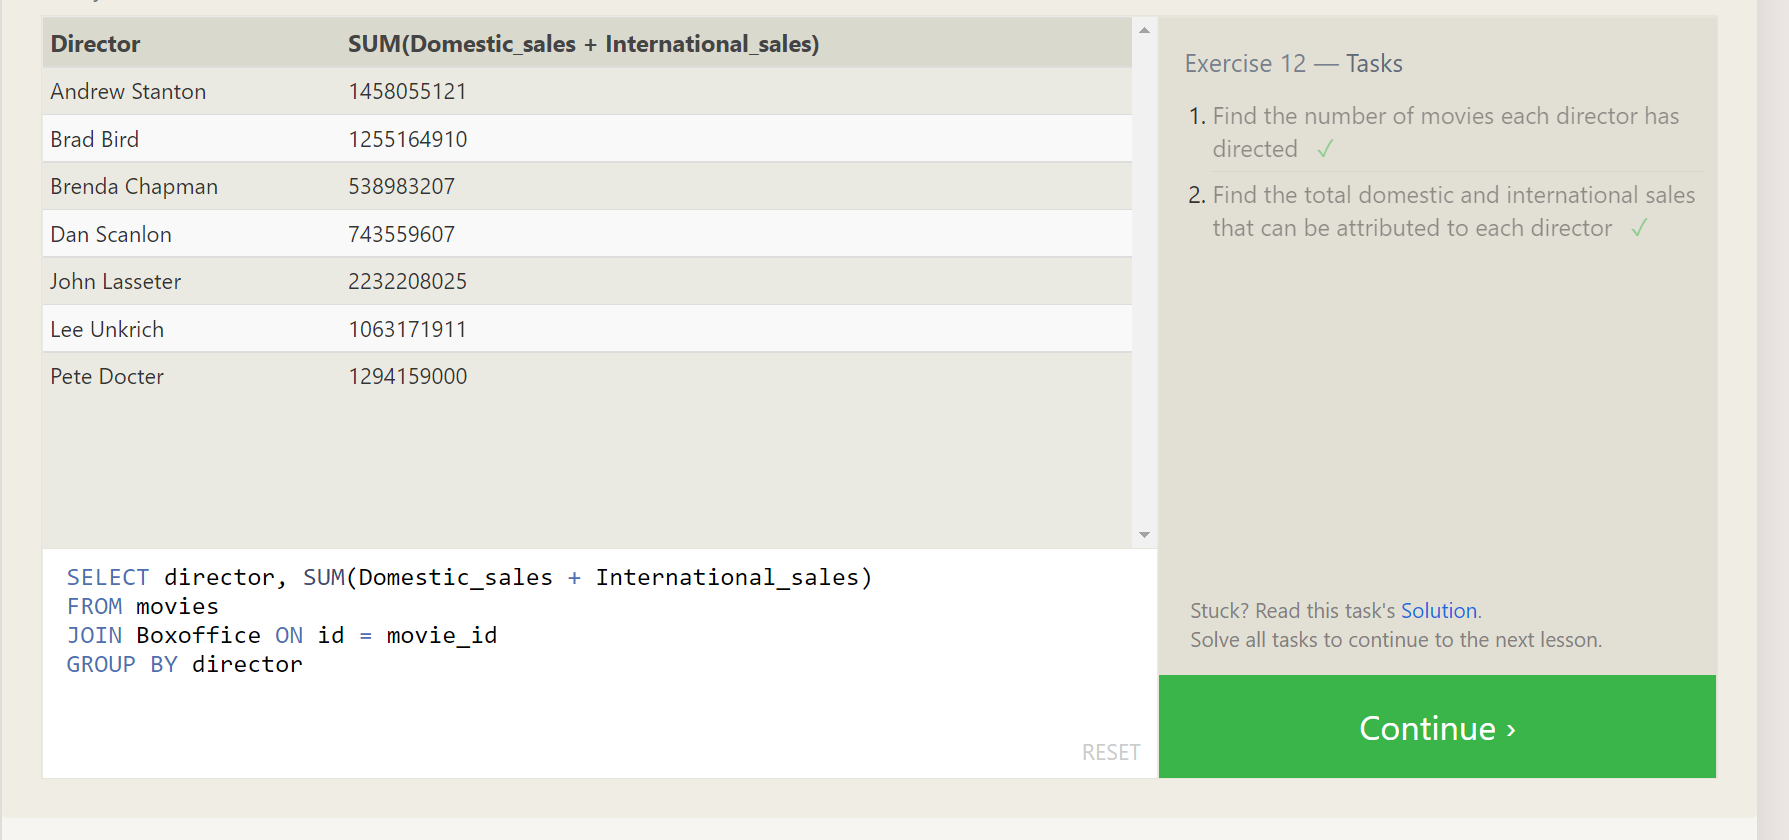 Director SUM(Domestic_sales + International_sales)
Andrew Stanton 1458055121
Brad Bird 1255164910
Brenda Chapman 538983207
Dan Scanlon 743559607
John Lasseter 2232208025
Lee Unkrich 1063171911
Pete Docter 1294159000
SELECT director, SUM(Domestic_sales + International_sales)
FROM movies
JOIN Boxoffice ON id = movie_id
GROUP BY director
RESET
Exercise 12 — Tasks
1. Find the number of movies each director has
directed ✓
2. Find the total domestic and international sales
that can be attributed to each director ✓
Stuck? Read this task's Solution.
Solve all tasks to continue to the next lesson.
Continue ›